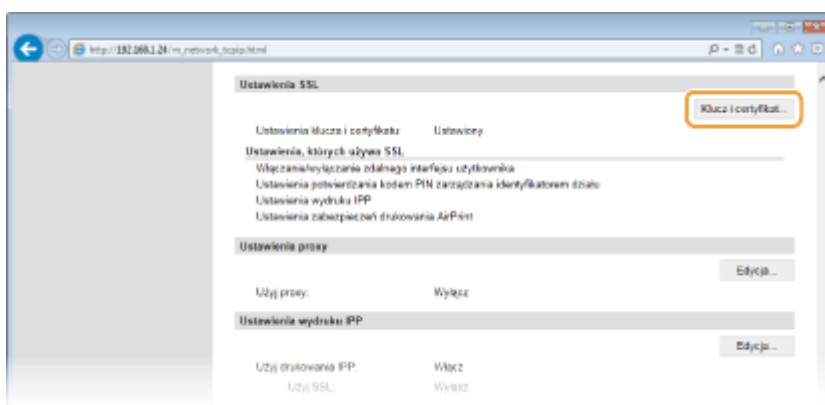 http://192.168.1.24/m_network_tcpip.html
Ustawienia SSL
Klucz i certyfikat...
Ustawienia klucza i certyfikatu: Ustawiony
Ustawienia, których używa SSL
Włączanie/wyłączanie zdalnego interfejsu użytkownika
Ustawienia potwierdzania kodem PIN zarządzania identyfikatorem działu
Ustawienia wydruku IPP
Ustawienia zabezpieczeń drukowania AirPrint
Ustawienia proxy
Edycja...
Użyj proxy: Wyłącz
Ustawienia wydruku IPP
Edycja...
Użyj drukowania IPP: Włącz
Użyj SSL: Wyłącz